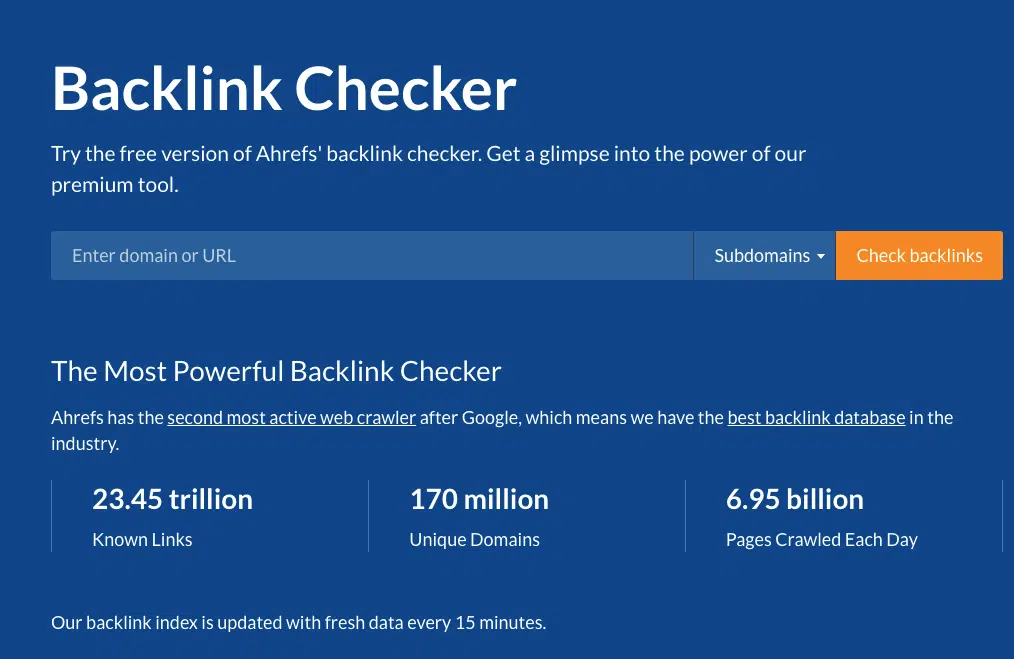 Backlink Checker
Try the free version of Ahrefs' backlink checker. Get a glimpse into the power of our
premium tool.
Enter domain or URL
Subdomains
Check backlinks
The Most Powerful Backlink Checker
Ahrefs has the second most active web crawler after Google, which means we have the best backlink database in the
industry.
23.45 trillion
Known Links
170 million
Unique Domains
6.95 billion
Pages Crawled Each Day
Our backlink index is updated with fresh data every 15 minutes.